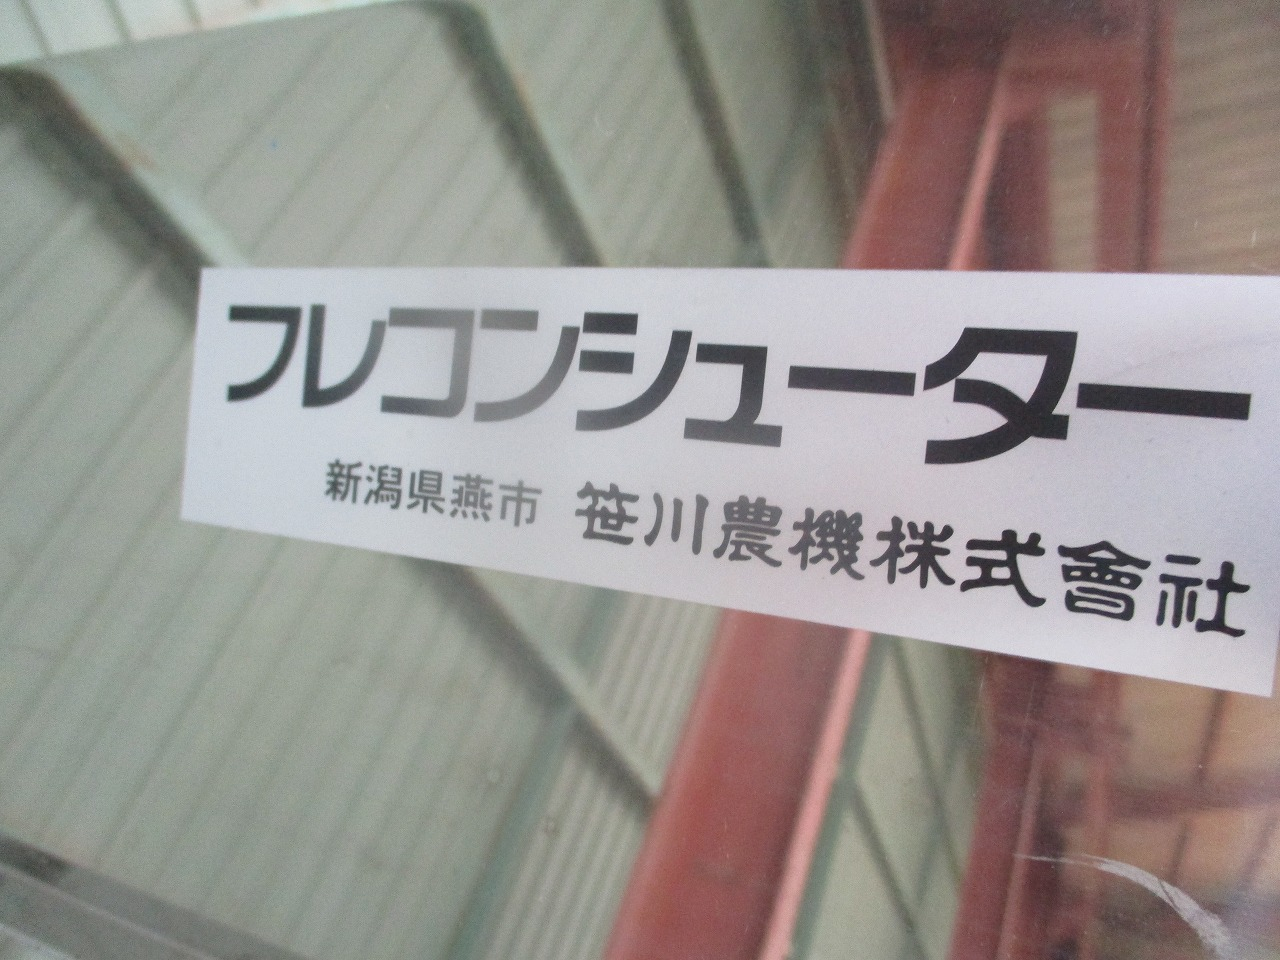 フレコンシューター
新潟県燕市 笹川農機株式會社